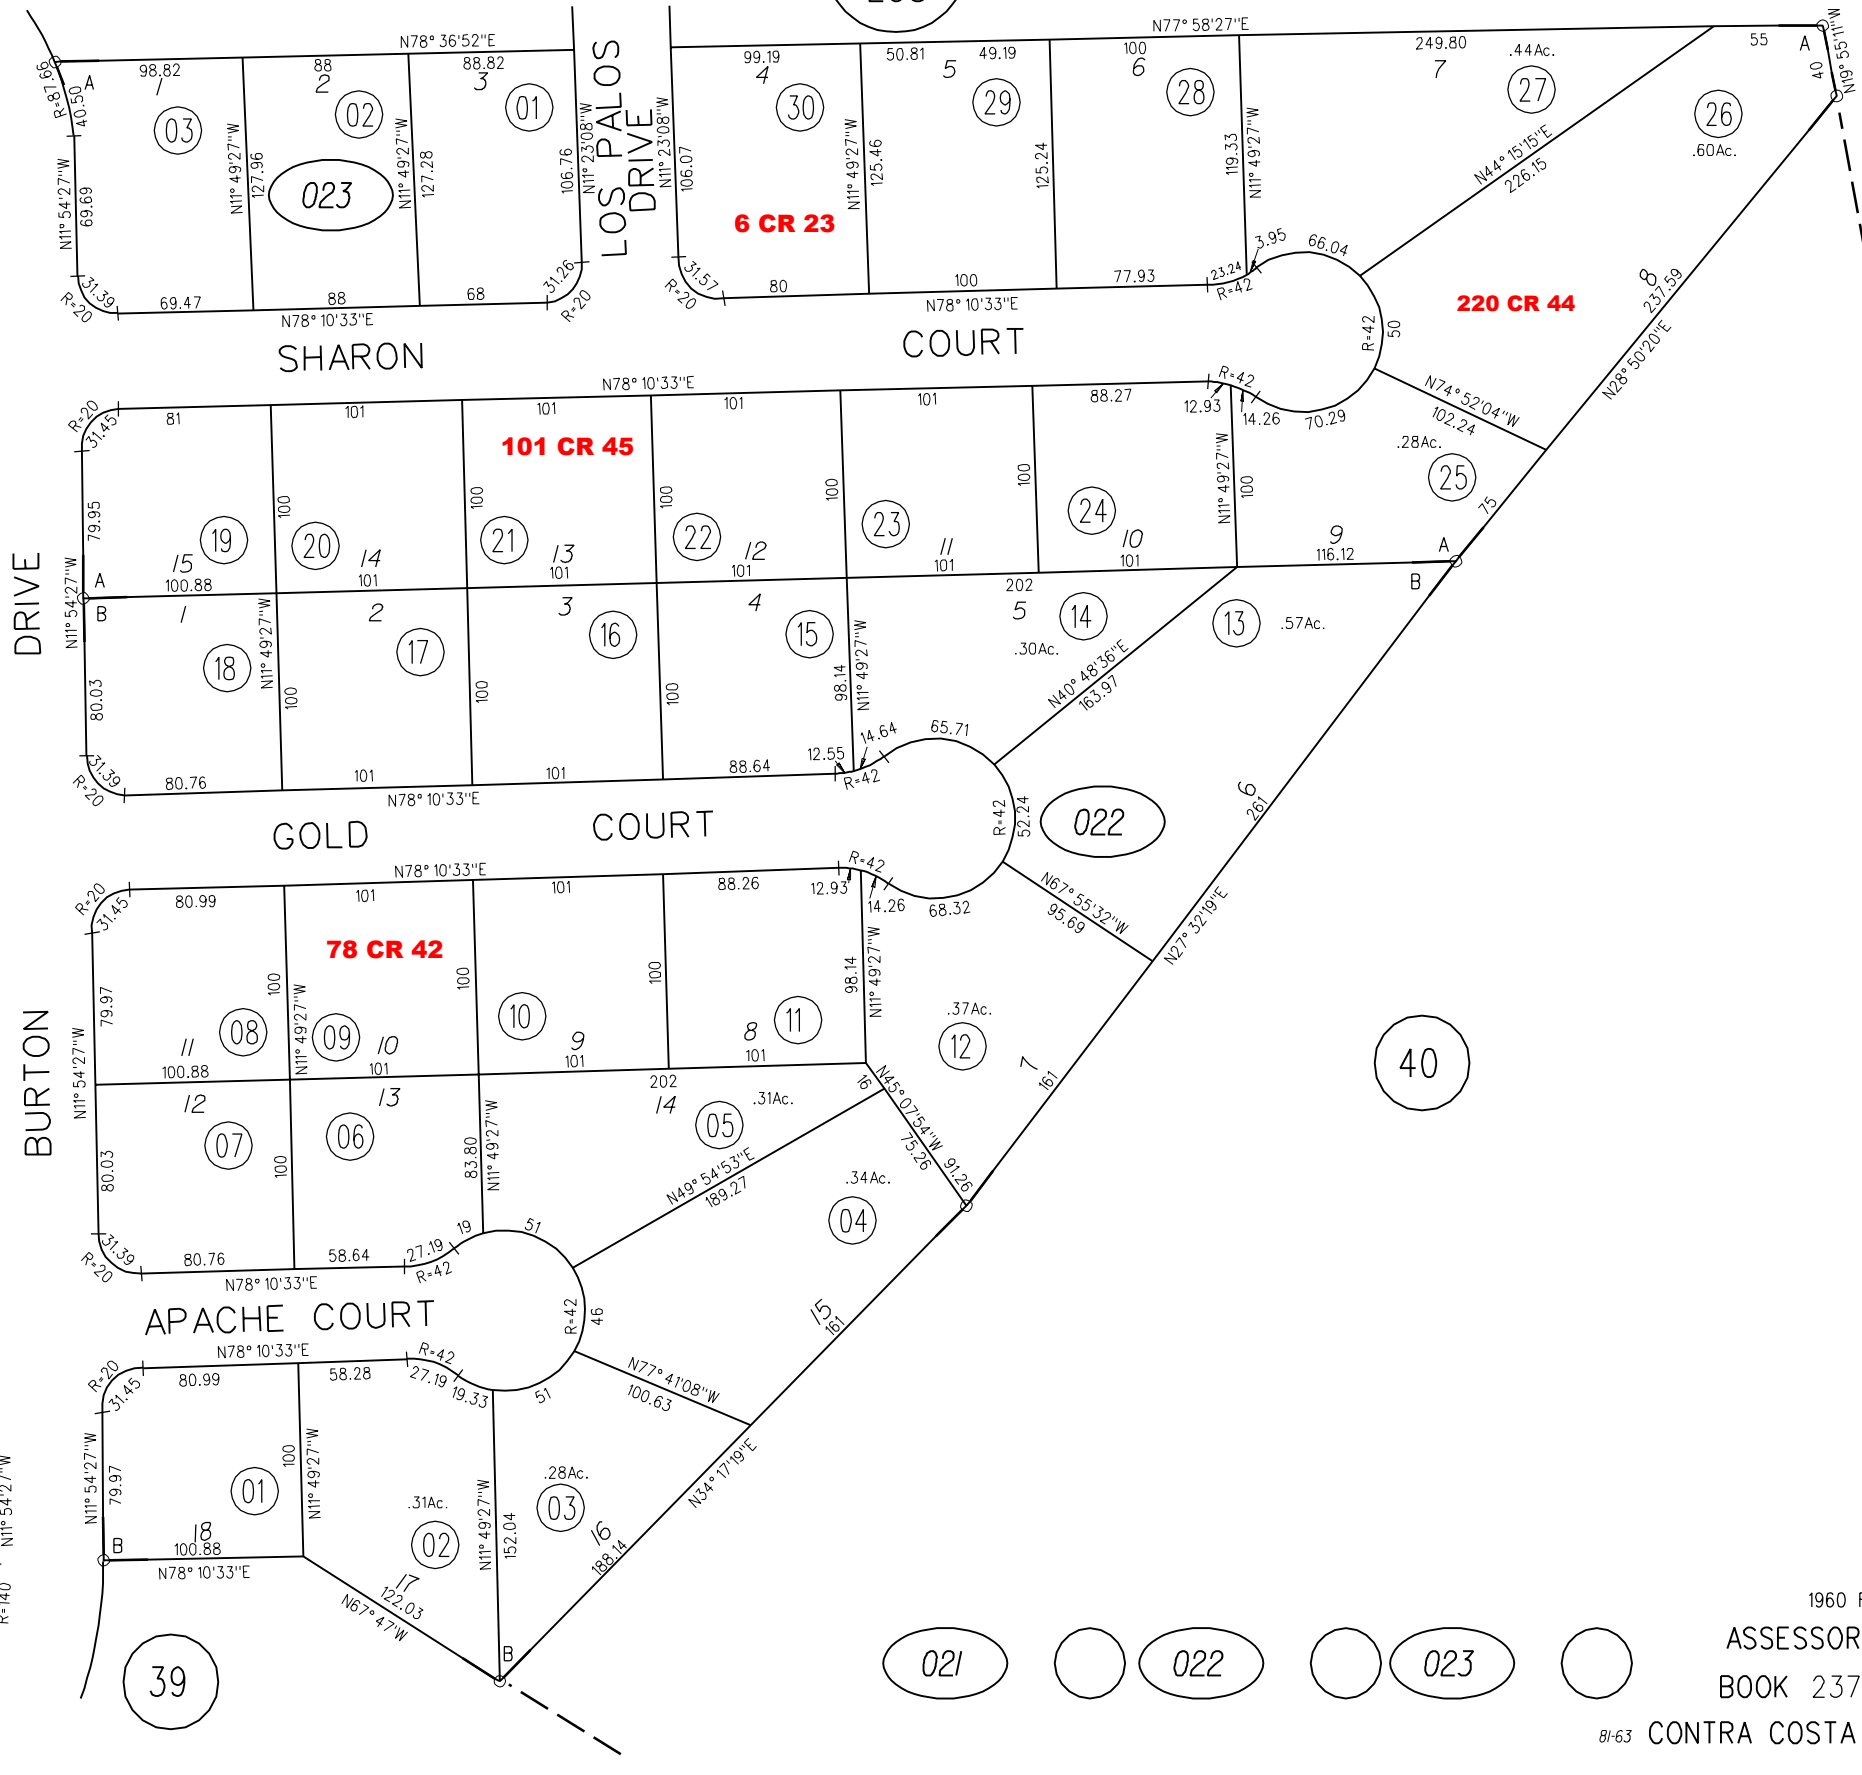 N78° 36'52"E
N77° 58'27"E
98.82
88
88.82
99.19
50.81
49.19
100
249.80
.44Ac.
55
A
A
1
2
3
4
5
6
7
40
N19° 55'11"W
R=87.96
40.50
03
02
01
30
29
28
27
26
.60Ac.
LOS PALOS
DRIVE
N11° 54'27"W
69.69
N11° 49'27"W
127.96
N11° 49'27"W
127.28
106.76
N11° 23'08"W
N11° 23'08"W
106.07
N11° 49'27"W
125.46
125.24
119.33
N11° 49'27"W
N44° 15'15"E
226.15
023
6 CR 23
220 CR 44
8
237.59
N28° 50'20"E
31.39
R=20
69.47
88
68
31.26
R=20
N78° 10'33"E
31.57
R=20
80
100
77.93
23.24
R=42
3.95
66.04
N78° 10'33"E
R=42
50
SHARON
COURT
N78° 10'33"E
R=20
31.45
81
101
101
101
101
88.27
R=42
12.93
14.26
70.29
N74° 52'04"W
102.24
.28Ac.
25
75
101 CR 45
79.95
100
100
100
100
100
N11° 49'27"W
100
19
20
21
22
23
24
15
14
13
12
11
10
9
100.88
101
101
101
101
101
116.12
A
B
A
B
DRIVE
N11° 54'27"W
202
1
2
3
4
5
14
.30Ac.
13
.57Ac.
18
17
16
15
N11° 49'27"W
100
100
100
98.14
N11° 49'27"W
N40° 48'36"E
163.97
80.03
31.39
R=20
80.76
101
101
88.64
12.55
14.64
R=42
65.71
N78° 10'33"E
R=42
52.24
022
6
261
N27° 32'19"E
GOLD
COURT
N78° 10'33"E
R=20
31.45
80.99
101
101
88.26
R=42
12.93
14.26
68.32
N67° 55'32"W
95.69
78 CR 42
79.97
100
N11° 49'27"W
100
100
98.14
N11° 49'27"W
08
09
10
11
12
.37Ac.
11
10
9
8
7
161
40
100.88
101
101
101
BURTON
N11° 54'27"W
12
13
202
14
.31Ac.
05
16
N45° 07'54"W
75.26
91.26
07
06
100
83.80
N11° 49'27"W
N49° 54'53"E
189.27
.34Ac.
04
80.03
31.39
R=20
80.76
58.64
27.19
R=42
19
51
N78° 10'33"E
R=42
46
15
161
APACHE COURT
N78° 10'33"E
R=20
31.45
80.99
58.28
R=42
27.19
19.33
51
N77° 41'08"W
100.63
N34° 17'19"E
N11° 54'27"W
79.97
100
N11° 49'27"W
01
.31Ac.
02
N11° 49'27"W
152.04
.28Ac.
03
16
188.14
18
100.88
B
N78° 10'33"E
17
122.03
N67° 47'W
B
N11° 54'27"W
R=140
39
021
022
023
1960
ASSESSOR
BOOK 237
81-63 CONTRA COSTA